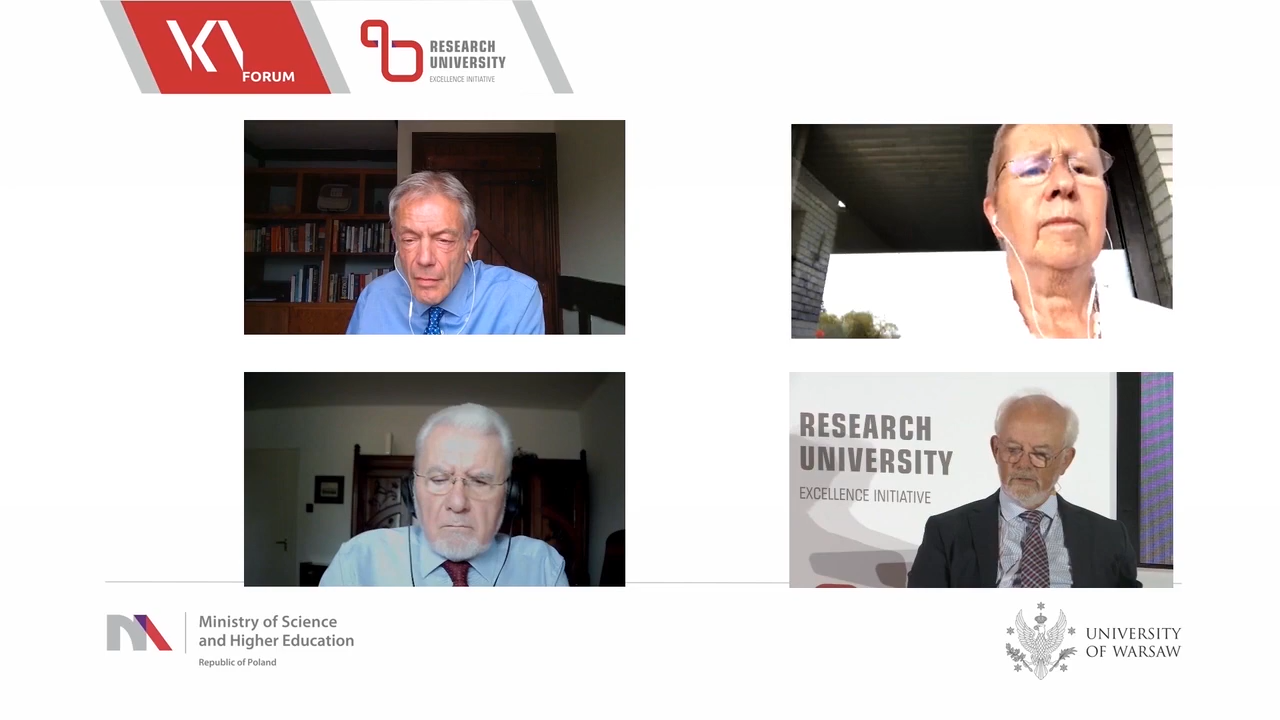 FORUM
RESEARCH
UNIVERSITY
EXCELLENCE INITIATIVE
RESEARCH
UNIVERSITY
EXCELLENCE INITIATIVE
Ministry of Science
and Higher Education
Republic of Poland
UNIVERSITY
OF WARSAW